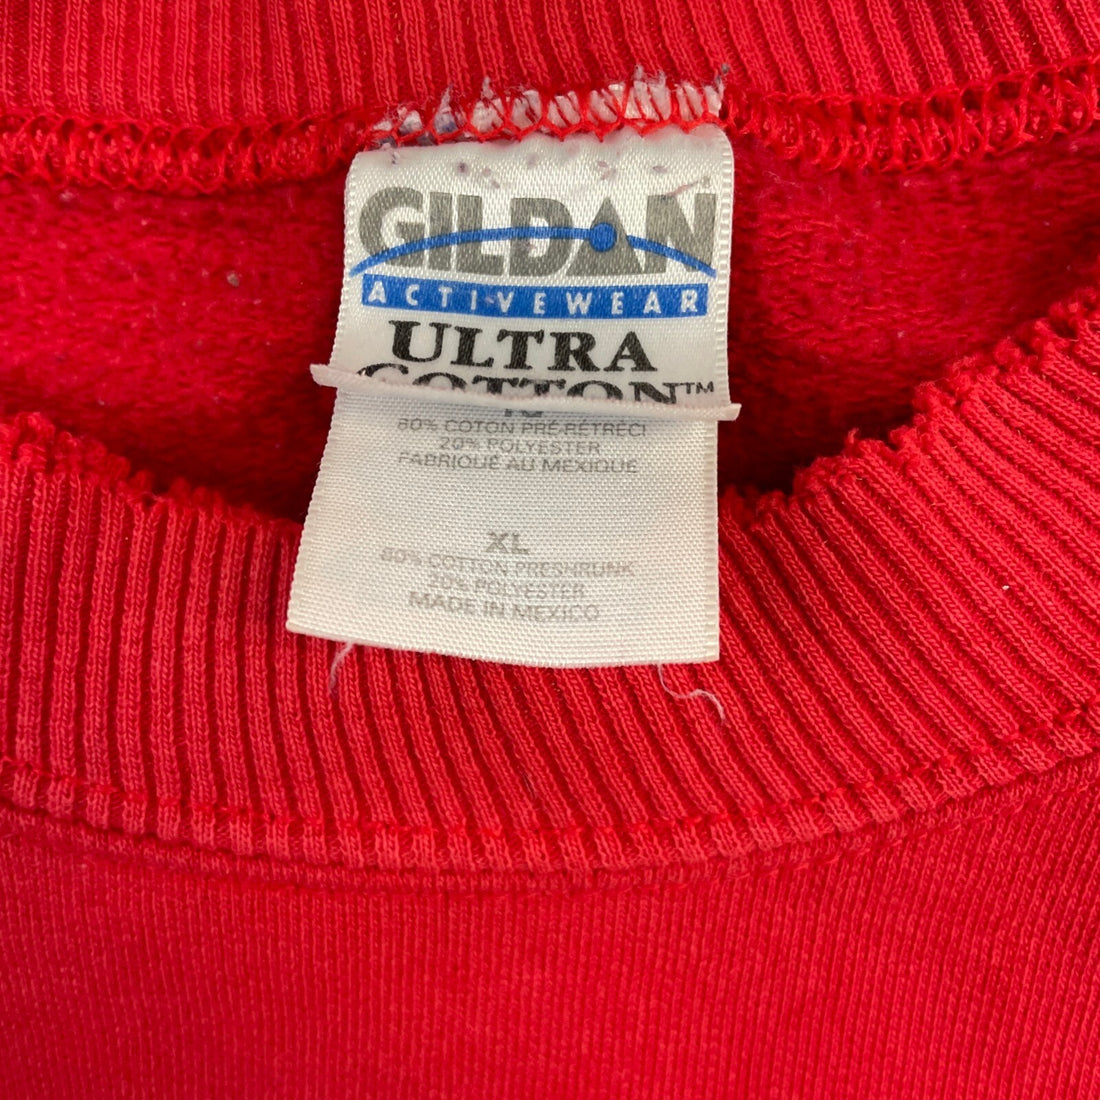 GILDAN®
ACTIVEWEAR
ULTRA
COTTON™
80% COTON PRÉ-RÉTRÉCI
20% POLYESTER
FABRIQUÉ AU MEXIQUE
XL
80% COTTON PRESHRUNK
20% POLYESTER
MADE IN MEXICO